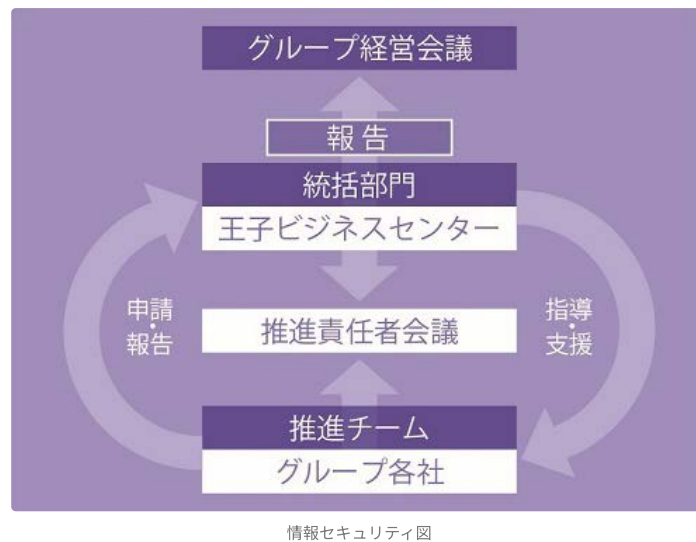 グループ経営会議
報告
統括部門
王子ビジネスセンター
申請
・
報告
推進責任者会議
指導
・
支援
推進チーム
グループ各社
情報セキュリティ図